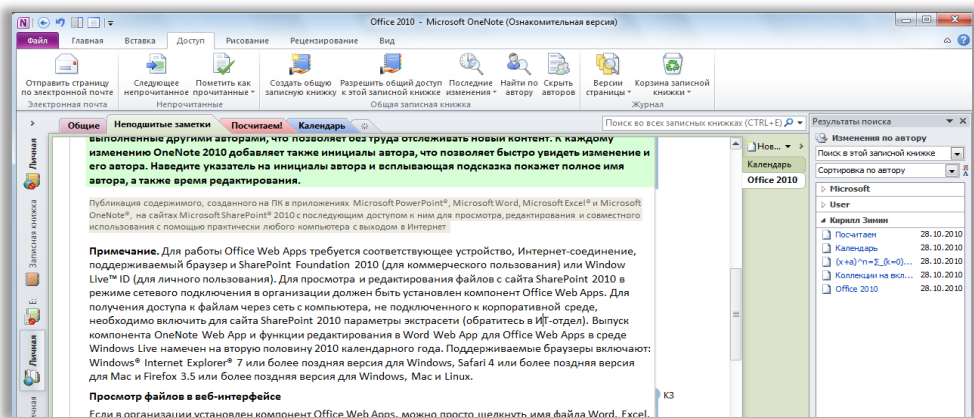 Office 2010 - Microsoft OneNote (Ознакомительная версия)
Файл Главная Вставка Доступ Рисование Рецензирование Вид
Отправить страницу по электронной почте
Следующее непрочитанное
Пометить как прочитанные
Создать общую записную книжку
Разрешить общий доступ к этой записной книжке
Последние изменения
Найти по автору
Скрыть авторов
Версии страницы
Корзина записной книжки
Электронная почта Непрочитанные Общая записная книжка Журнал
Общие Неподшитые заметки Посчитаем! Календарь
Поиск во всех записных книжках (CTRL+E)
Личная
Записная книжка
Личная
выполненные другими авторами, что позволяет без труда отслеживать новый контент. К каждому
изменению OneNote 2010 добавляет также инициалы автора, что позволяет быстро увидеть изменение и
его автора. Наведите указатель на инициалы автора и всплывающая подсказка покажет полное имя
автора, а также время редактирования.
Публикация содержимого, созданного на ПК в приложениях Microsoft PowerPoint®, Microsoft Word, Microsoft Excel® и Microsoft
OneNote®, на сайтах Microsoft SharePoint® 2010 с последующим доступом к ним для просмотра, редактирования и совместного
использования с помощью практически любого компьютера с выходом в Интернет
Примечание. Для работы Office Web Apps требуется соответствующее устройство, Интернет-соединение,
поддерживаемый браузер и SharePoint Foundation 2010 (для коммерческого пользования) или Window
Live™ ID (для личного пользования). Для просмотра и редактирования файлов с сайта SharePoint 2010 в
режиме сетевого подключения в организации должен быть установлен компонент Office Web Apps. Для
получения доступа к файлам через сеть с компьютера, не подключенного к корпоративной среде,
необходимо включить для сайта SharePoint 2010 параметры экстрасети (обратитесь в ИТ-отдел). Выпуск
компонента OneNote Web App и функции редактирования в Word Web App для Office Web Apps в среде
Windows Live намечен на вторую половину 2010 календарного года. Поддерживаемые браузеры включают:
Windows® Internet Explorer® 7 или более поздняя версия для Windows, Safari 4 или более поздняя версия
для Mac и Firefox 3.5 или более поздняя версия для Windows, Mac и Linux.
КЗ
Просмотр файлов в веб-интерфейсе
Если в организации установлен компонент Office Web Apps, можно просто щелкнуть имя файла Word, Excel,
Нов...
Календарь
Office 2010
Результаты поиска
Изменения по автору
Поиск в этой записной книжке
Сортировка по автору
Microsoft
User
Кирилл Зимин
Посчитаем 28.10.2010
Календарь 28.10.2010
(x+a)^n=∑_(k=0)... 28.10.2010
Коллекции на вкл... 28.10.2010
Office 2010 28.10.2010